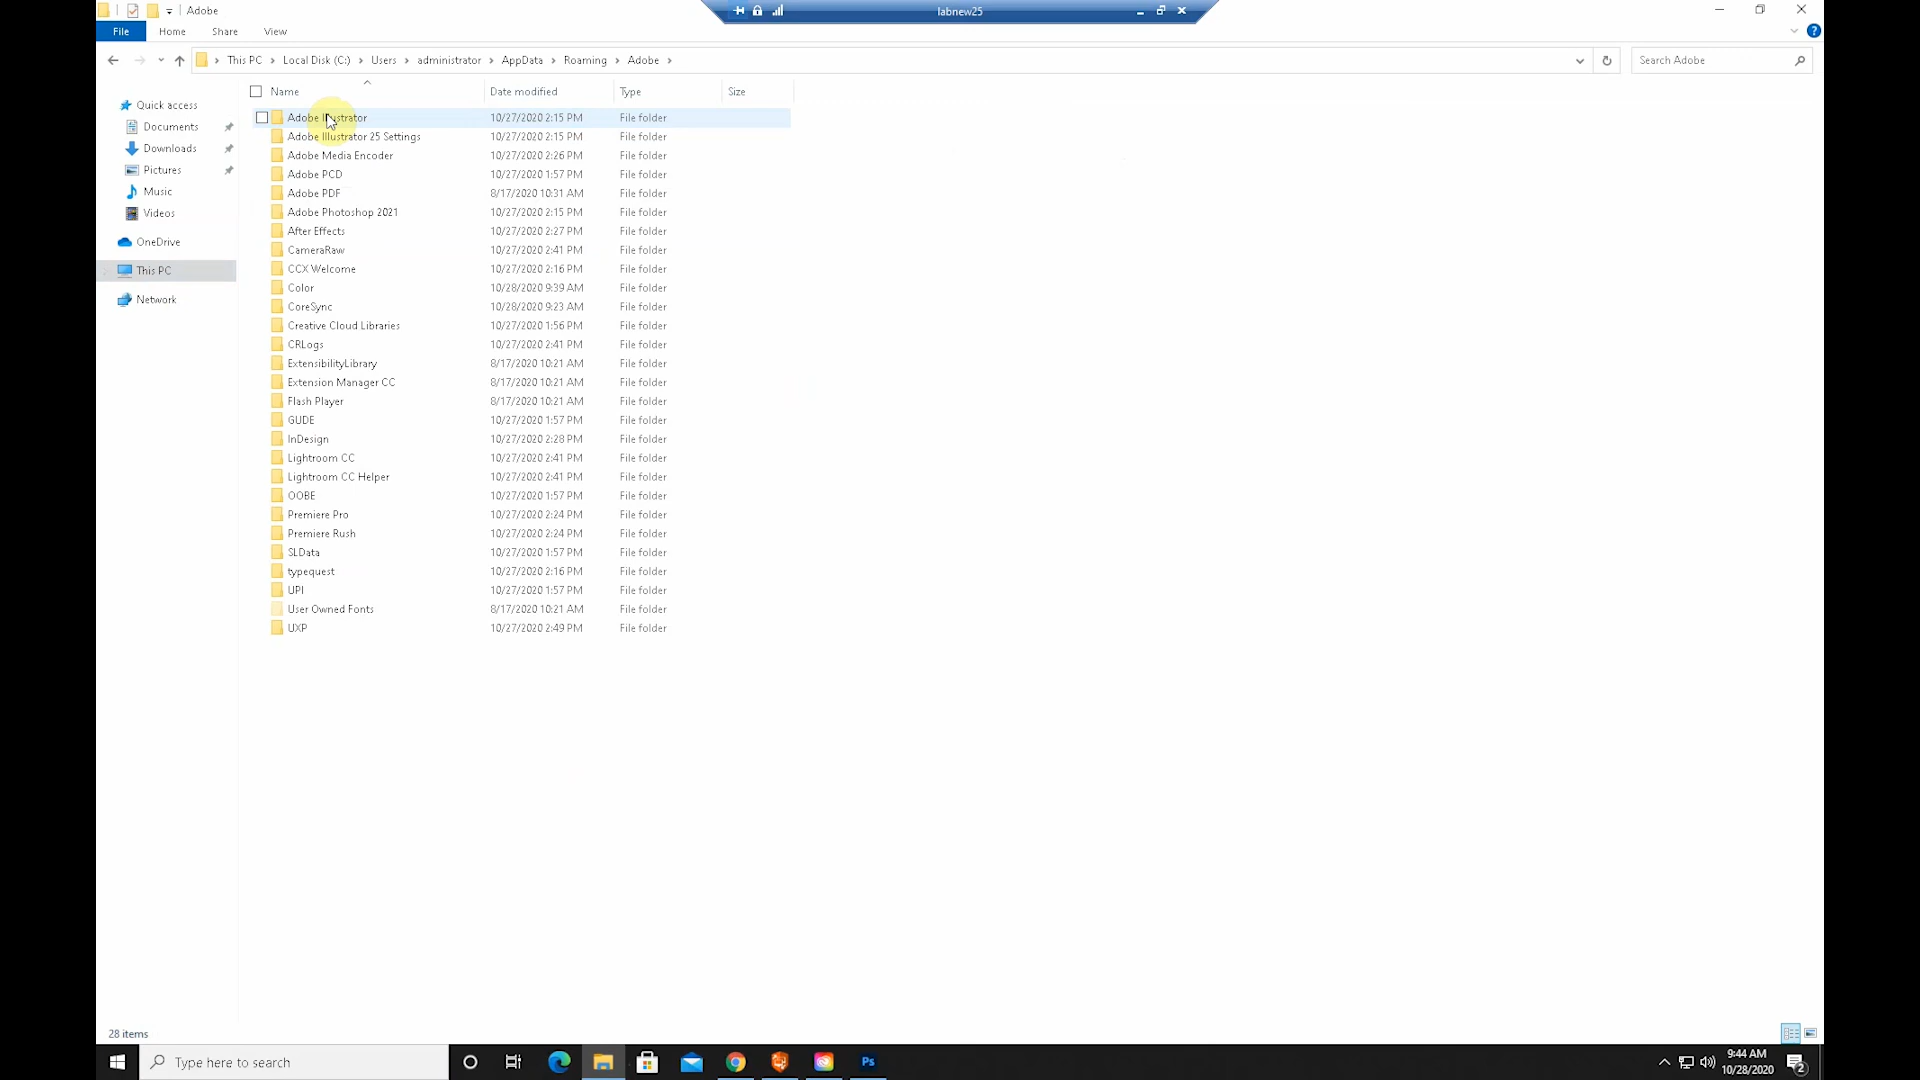 Adobe
labnew25
File Home Share View
This PC Local Disk (C:) Users administrator AppData Roaming Adobe
Search Adobe
Name Date modified Type Size
Quick access
Documents
Downloads
Pictures
Music
Videos
OneDrive
This PC
Network
Adobe Illustrator 10/27/2020 2:15 PM File folder
Adobe Illustrator 25 Settings 10/27/2020 2:15 PM File folder
Adobe Media Encoder 10/27/2020 2:26 PM File folder
Adobe PCD 10/27/2020 1:57 PM File folder
Adobe PDF 8/17/2020 10:31 AM File folder
Adobe Photoshop 2021 10/27/2020 2:15 PM File folder
After Effects 10/27/2020 2:27 PM File folder
CameraRaw 10/27/2020 2:41 PM File folder
CCX Welcome 10/27/2020 2:16 PM File folder
Color 10/28/2020 9:39 AM File folder
CoreSync 10/28/2020 9:23 AM File folder
Creative Cloud Libraries 10/27/2020 1:56 PM File folder
CRLogs 10/27/2020 2:41 PM File folder
ExtensibilityLibrary 8/17/2020 10:21 AM File folder
Extension Manager CC 8/17/2020 10:21 AM File folder
Flash Player 8/17/2020 10:21 AM File folder
GUDE 10/27/2020 1:57 PM File folder
InDesign 10/27/2020 2:28 PM File folder
Lightroom CC 10/27/2020 2:41 PM File folder
Lightroom CC Helper 10/27/2020 2:41 PM File folder
OOBE 10/27/2020 1:57 PM File folder
Premiere Pro 10/27/2020 2:24 PM File folder
Premiere Rush 10/27/2020 2:24 PM File folder
SLData 10/27/2020 1:57 PM File folder
typequest 10/27/2020 2:16 PM File folder
UPI 10/27/2020 1:57 PM File folder
User Owned Fonts 8/17/2020 10:21 AM File folder
UXP 10/27/2020 2:49 PM File folder
28 items
Type here to search
Ps
9:44 AM
10/28/2020
2